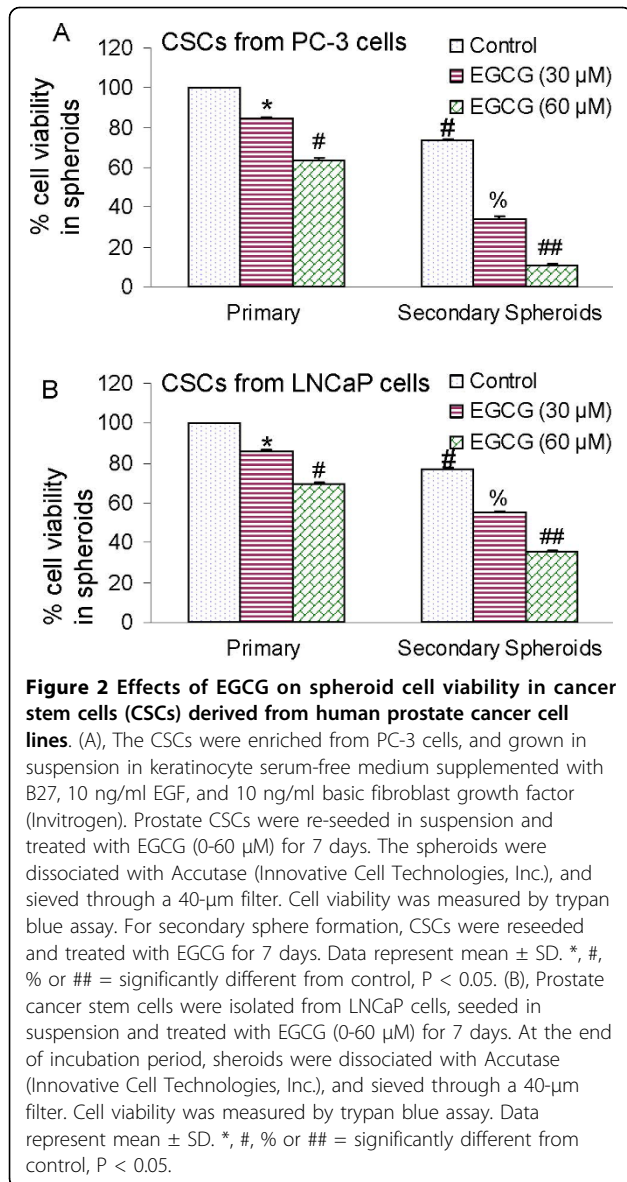 A
CSCs from PC-3 cells
Control
EGCG (30 µM)
EGCG (60 µM)
% cell viability
in spheroids
120
100
80
60
40
20
0
*
#
#
%
##
Primary
Secondary Spheroids
B
CSCs from LNCaP cells
Control
EGCG (30 µM)
EGCG (60 µM)
% cell viability
in spheroids
120
100
80
60
40
20
0
*
#
#
%
##
Primary
Secondary Spheroids
Figure 2 Effects of EGCG on spheroid cell viability in cancer
stem cells (CSCs) derived from human prostate cancer cell
lines. (A), The CSCs were enriched from PC-3 cells, and grown in
suspension in keratinocyte serum-free medium supplemented with
B27, 10 ng/ml EGF, and 10 ng/ml basic fibroblast growth factor
(Invitrogen). Prostate CSCs were re-seeded in suspension and
treated with EGCG (0-60 µM) for 7 days. The spheroids were
dissociated with Accutase (Innovative Cell Technologies, Inc.), and
sieved through a 40-µm filter. Cell viability was measured by trypan
blue assay. For secondary sphere formation, CSCs were reseeded
and treated with EGCG for 7 days. Data represent mean ± SD. *, #,
% or ## = significantly different from control, P < 0.05. (B), Prostate
cancer stem cells were isolated from LNCaP cells, seeded in
suspension and treated with EGCG (0-60 µM) for 7 days. At the end
of incubation period, sheroids were dissociated with Accutase
(Innovative Cell Technologies, Inc.), and sieved through a 40-µm
filter. Cell viability was measured by trypan blue assay. Data
represent mean ± SD. *, #, % or ## = significantly different from
control, P < 0.05.